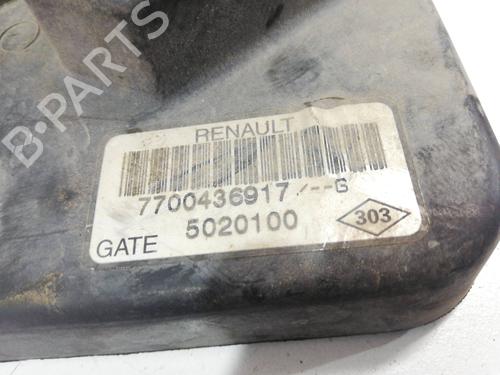 B-PARTS
RENAULT
7700436917/--G
GATE 5020100
303